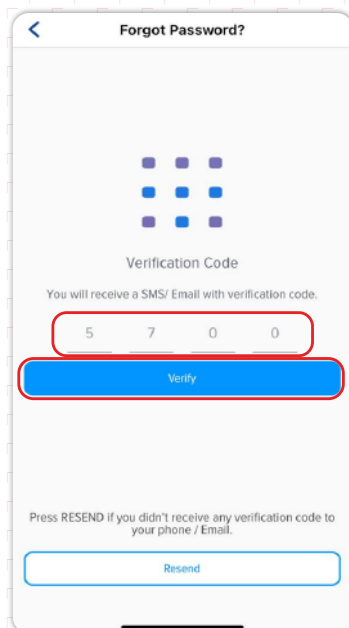 Forgot Password?
Verification Code
You will receive a SMS/ Email with verification code.
5 7 0 0
Verify
Press RESEND if you didn't receive any verification code to
your phone / Email.
Resend